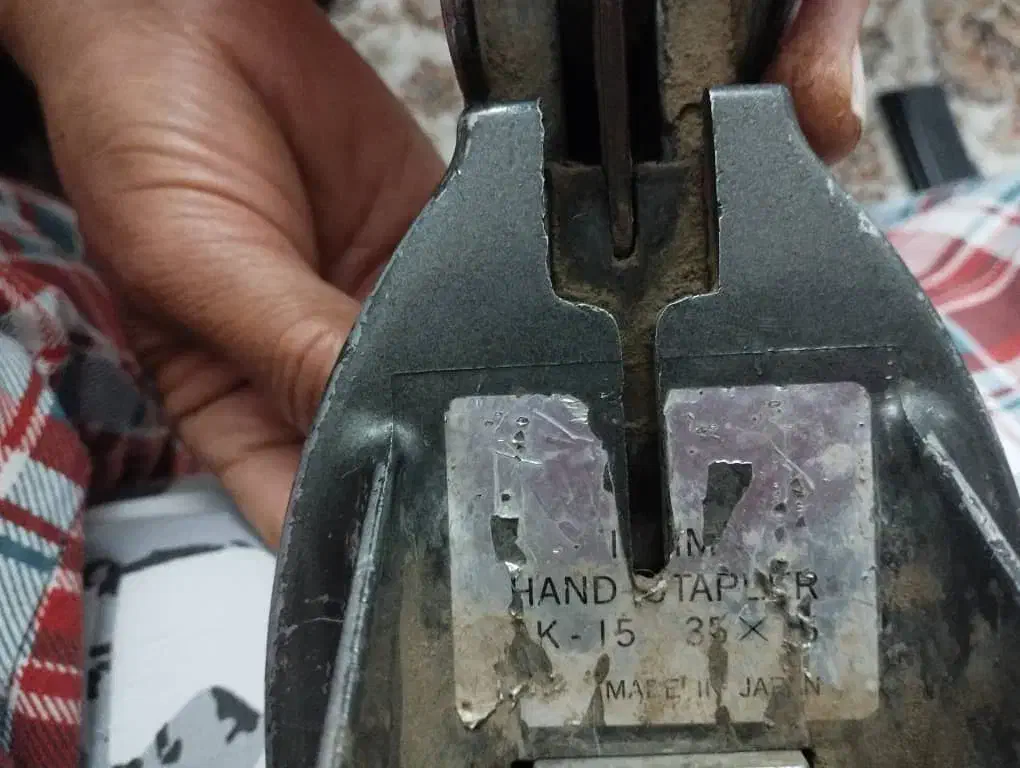 HAND STAPLER
K-15 35×
MADE IN JAPAN